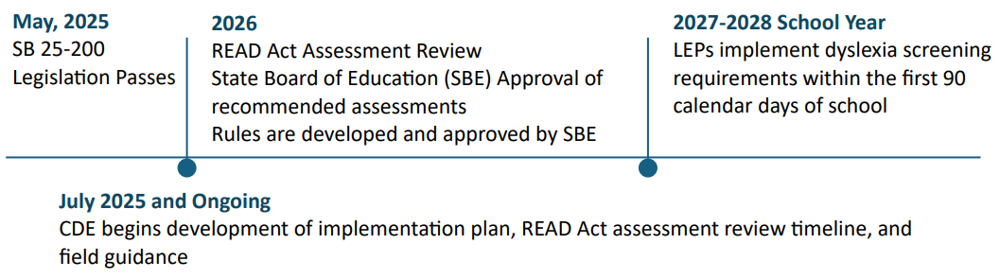 May, 2025
SB 25-200
Legislation Passes
2026
READ Act Assessment Review
State Board of Education (SBE) Approval of
recommended assessments
Rules are developed and approved by SBE
2027-2028 School Year
LEPs implement dyslexia screening
requirements within the first 90
calendar days of school
July 2025 and Ongoing
CDE begins development of implementation plan, READ Act assessment review timeline, and
field guidance